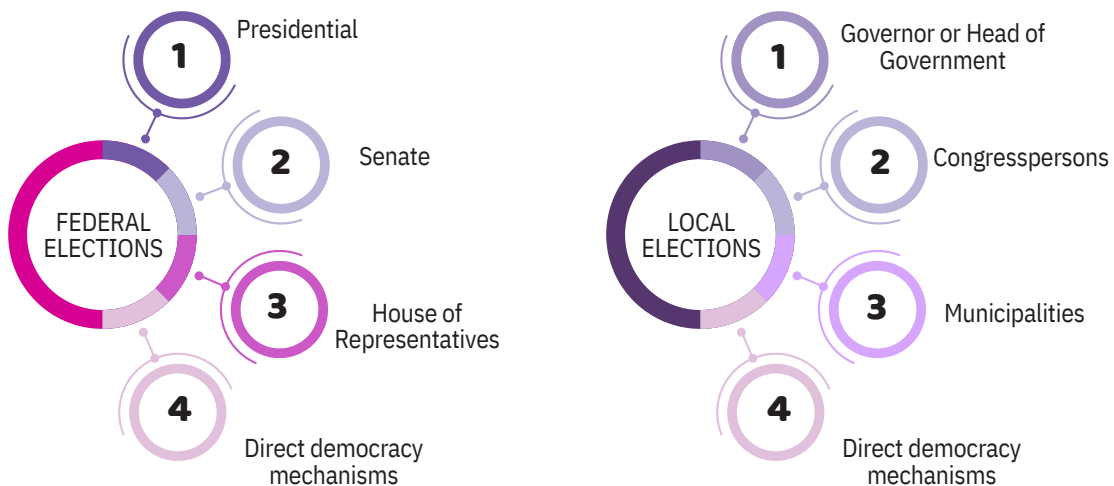 FEDERAL
ELECTIONS
1
Presidential
2
Senate
3
House of
Representatives
4
Direct democracy
mechanisms
LOCAL
ELECTIONS
1
Governor or Head of
Government
2
Congresspersons
3
Municipalities
4
Direct democracy
mechanisms